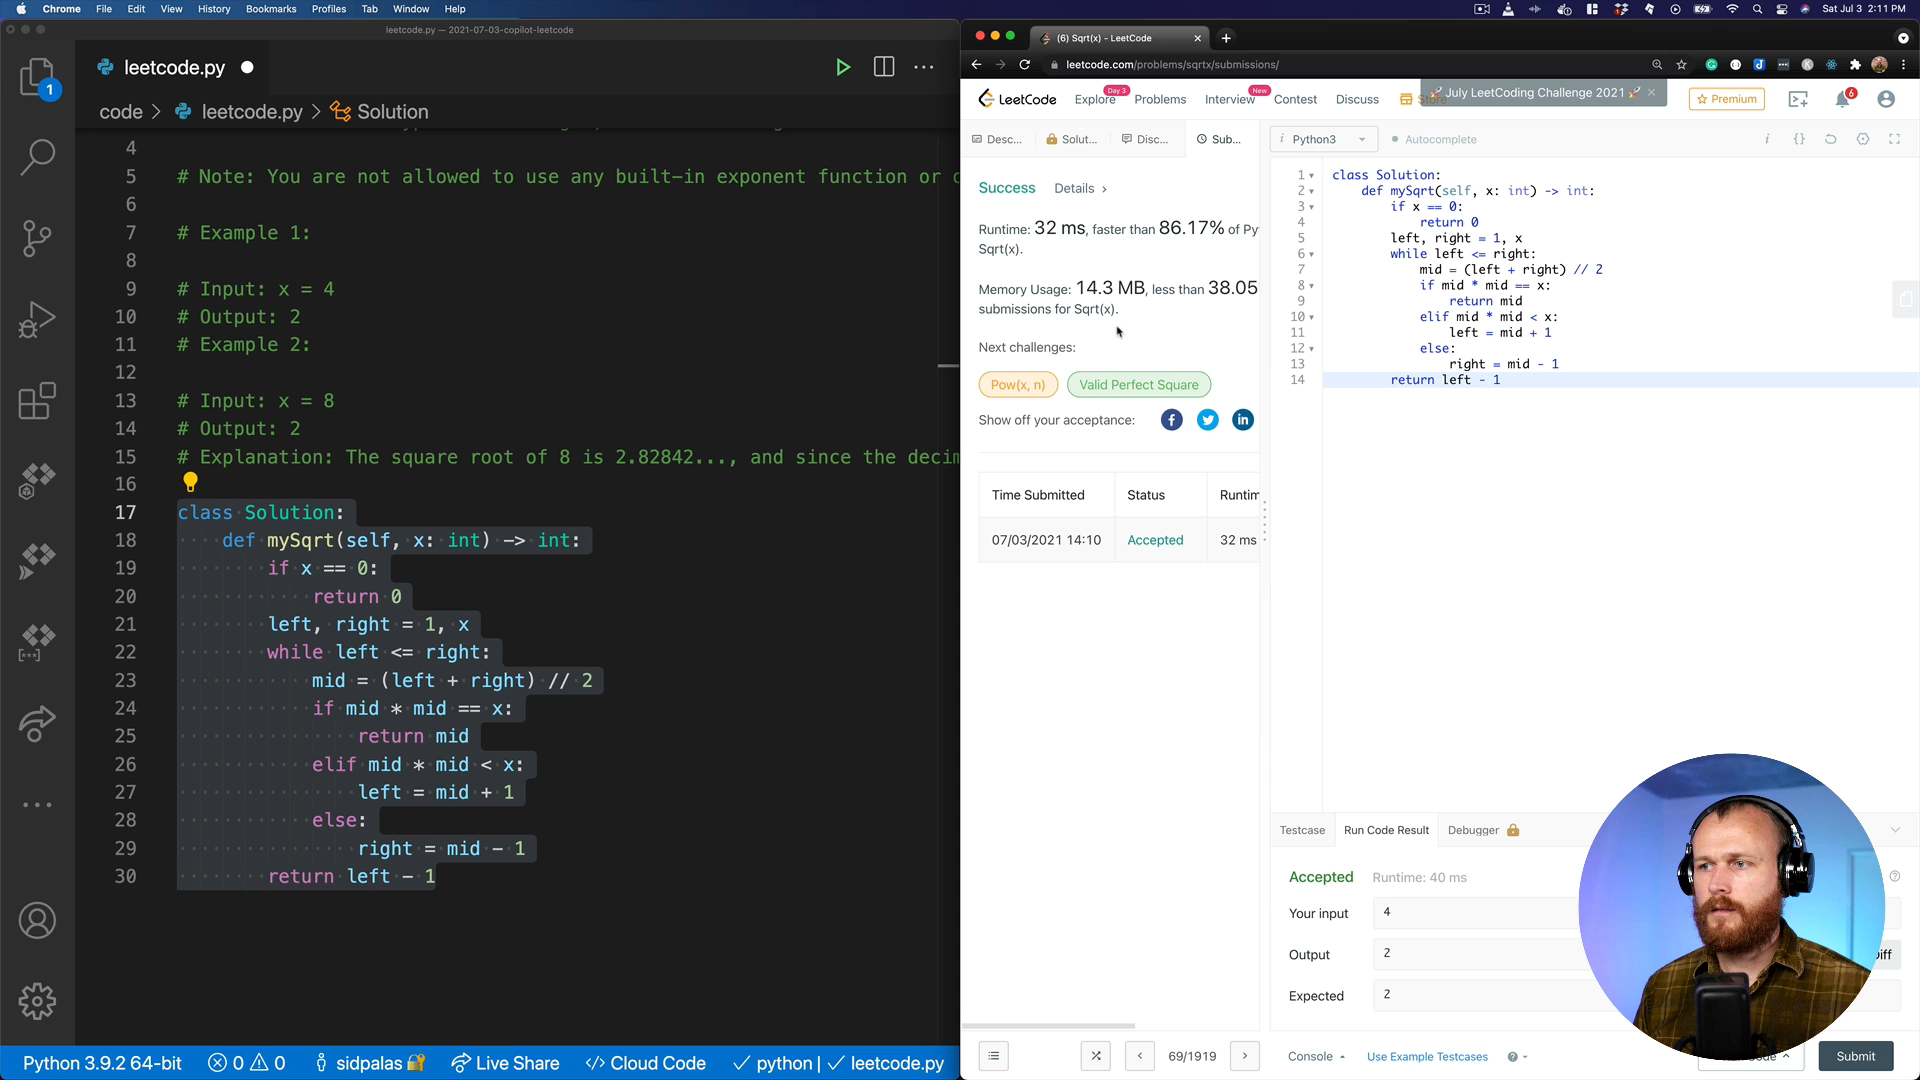 Chrome File Edit View History Bookmarks Profiles Tab Window Help
Sat Jul 3 2:11 PM
leetcode.py — 2021-07-03-copilot-leetcode
1
leetcode.py
code > leetcode.py > Solution
4
5 # Note: You are not allowed to use any built-in exponent function or
6
7 # Example 1:
8
9 # Input: x = 4
10 # Output: 2
11 # Example 2:
12
13 # Input: x = 8
14 # Output: 2
15 # Explanation: The square root of 8 is 2.82842..., and since the deci
16
17 class Solution:
18 def mySqrt(self, x: int) -> int:
19 if x == 0:
20 return 0
21 left, right = 1, x
22 while left <= right:
23 mid = (left + right) // 2
24 if mid * mid == x:
25 return mid
26 elif mid * mid < x:
27 left = mid + 1
28 else:
29 right = mid - 1
30 return left - 1
Python 3.9.2 64-bit 0 0 sidpalas Live Share </> Cloud Code python | leetcode.py
(6) Sqrt(x) - LeetCode
leetcode.com/problems/sqrtx/submissions/
LeetCode Explore Day 3 Problems Interview New Contest Discuss Store
July LeetCoding Challenge 2021
Premium
6
Desc... Solut... Disc... Sub...
Python3 Autocomplete
Success Details >
Runtime: 32 ms, faster than 86.17% of Py
Sqrt(x).
Memory Usage: 14.3 MB, less than 38.05
submissions for Sqrt(x).
Next challenges:
Pow(x, n) Valid Perfect Square
Show off your acceptance:
Time Submitted Status Runtim
07/03/2021 14:10 Accepted 32 ms
69/1919
1 class Solution:
2 def mySqrt(self, x: int) -> int:
3 if x == 0:
4 return 0
5 left, right = 1, x
6 while left <= right:
7 mid = (left + right) // 2
8 if mid * mid == x:
9 return mid
10 elif mid * mid < x:
11 left = mid + 1
12 else:
13 right = mid - 1
14 return left - 1
Testcase Run Code Result Debugger
Accepted Runtime: 40 ms
Your input 4
Output 2
iff
Expected 2
Console Use Example Testcases
Submit